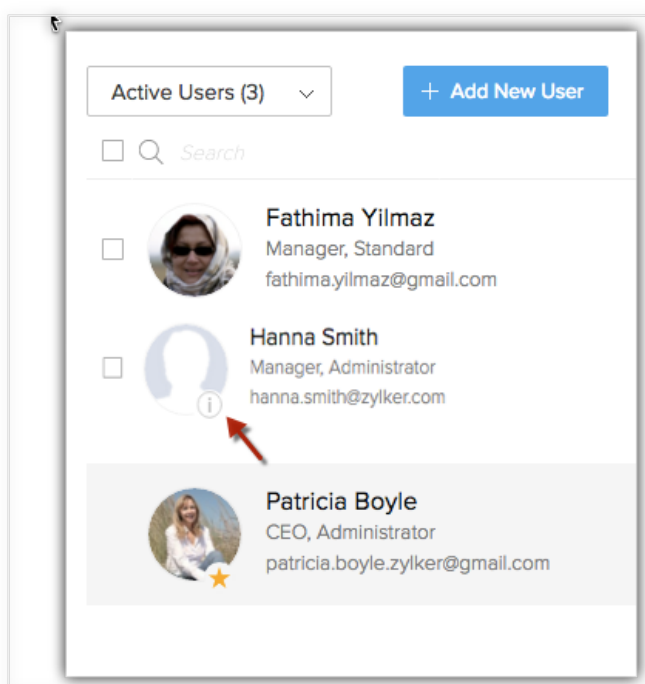 Active Users (3)
+ Add New User
Search
Fathima Yilmaz
Manager, Standard
fathima.yilmaz@gmail.com
Hanna Smith
Manager, Administrator
hanna.smith@zylker.com
i
Patricia Boyle
CEO, Administrator
patricia.boyle.zylker@gmail.com